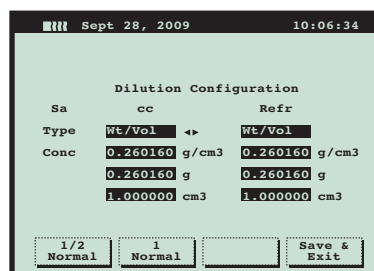 Sept 28, 2009 10:06:34
Dilution Configuration
Sa cc Refr
Type Wt/Vol Wt/Vol
Conc 0.260160 g/cm3 0.260160 g/cm3
0.260160 g 0.260160 g
1.000000 cm3 1.000000 cm3
1/2 Normal 1 Normal Save & Exit